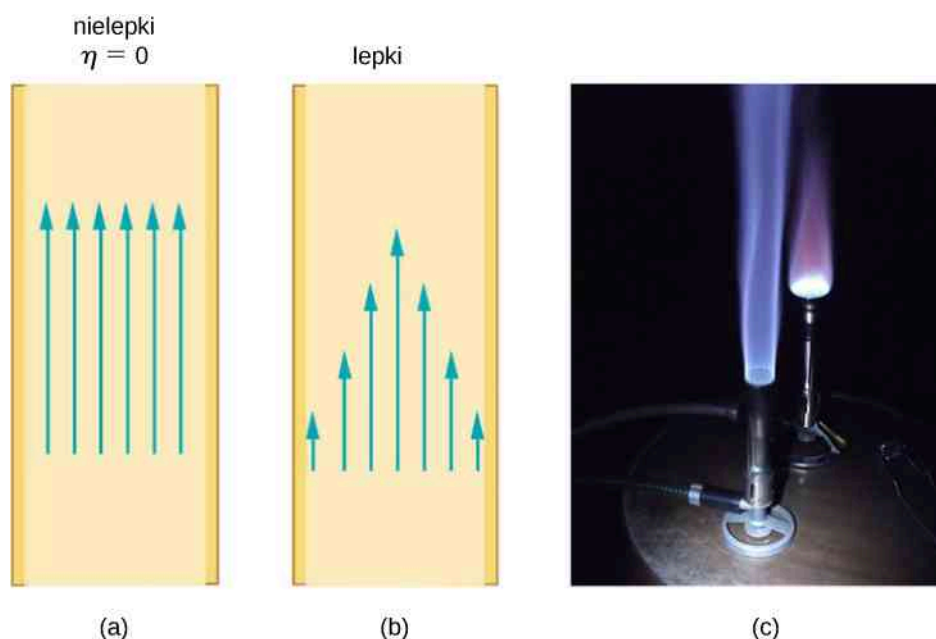 nielepki
η = 0
lepki
(a)
(b)
(c)